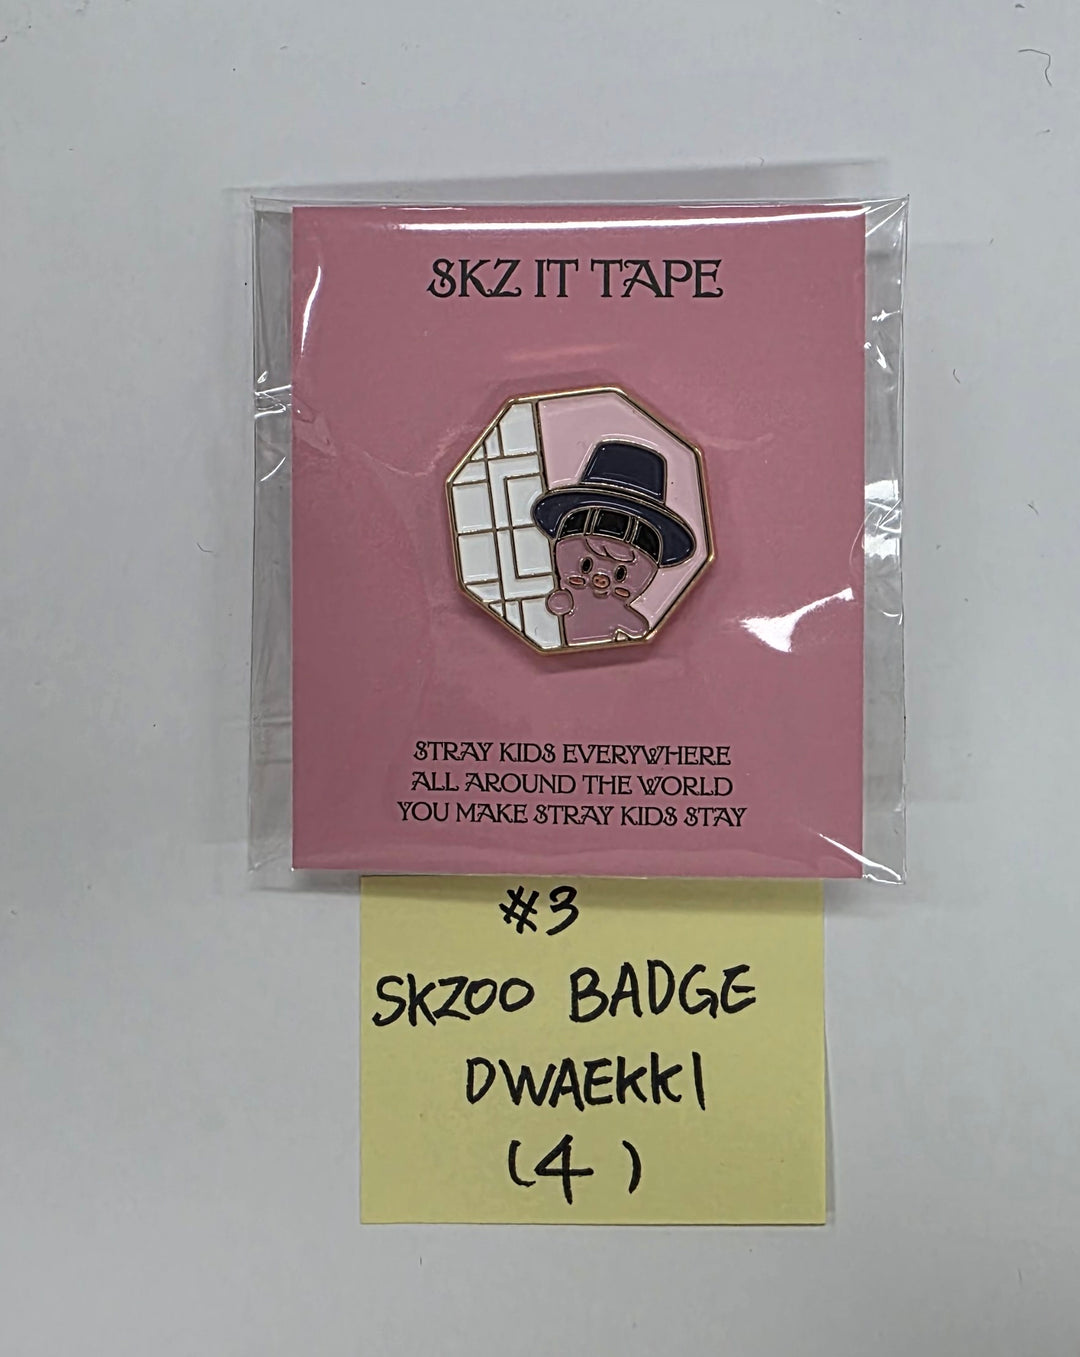 SKZ IT TAPE
STRAY KIDS EVERYWHERE
ALL AROUND THE WORLD
YOU MAKE STRAY KIDS STAY
#3
SKZOO BADGE
DWAEKKI
(4)